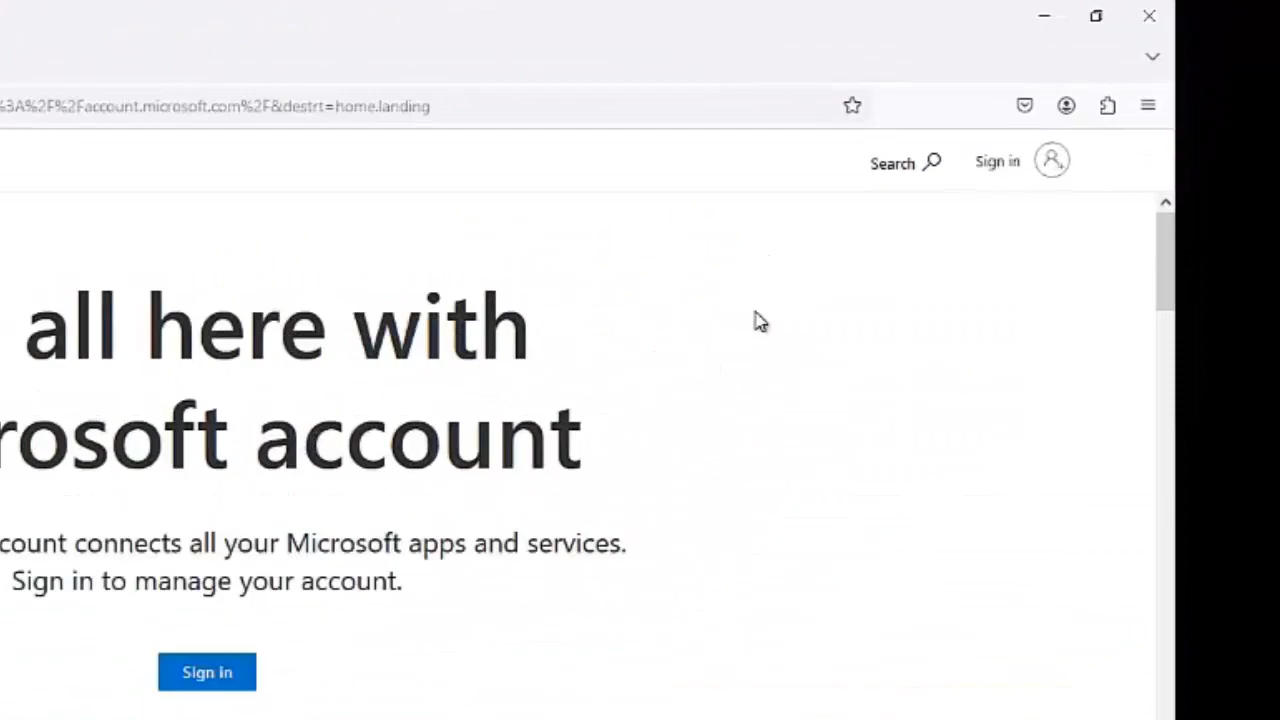 %3A%2F%2Faccount.microsoft.com%2F&destrt=home.landing
Search
Sign in
all here with
rosoft account
count connects all your Microsoft apps and services.
Sign in to manage your account.
Sign in